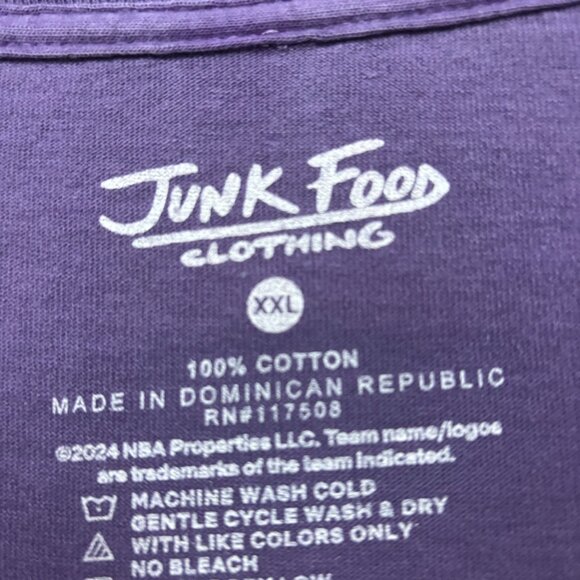 JUNK FOOD
CLOTHING
XXL
100% COTTON
MADE IN DOMINICAN REPUBLIC
RN#117508
©2024 NBA Properties LLC. Team name/logos
are trademarks of the team indicated.
MACHINE WASH COLD
GENTLE CYCLE WASH & DRY
WITH LIKE COLORS ONLY
NO BLEACH